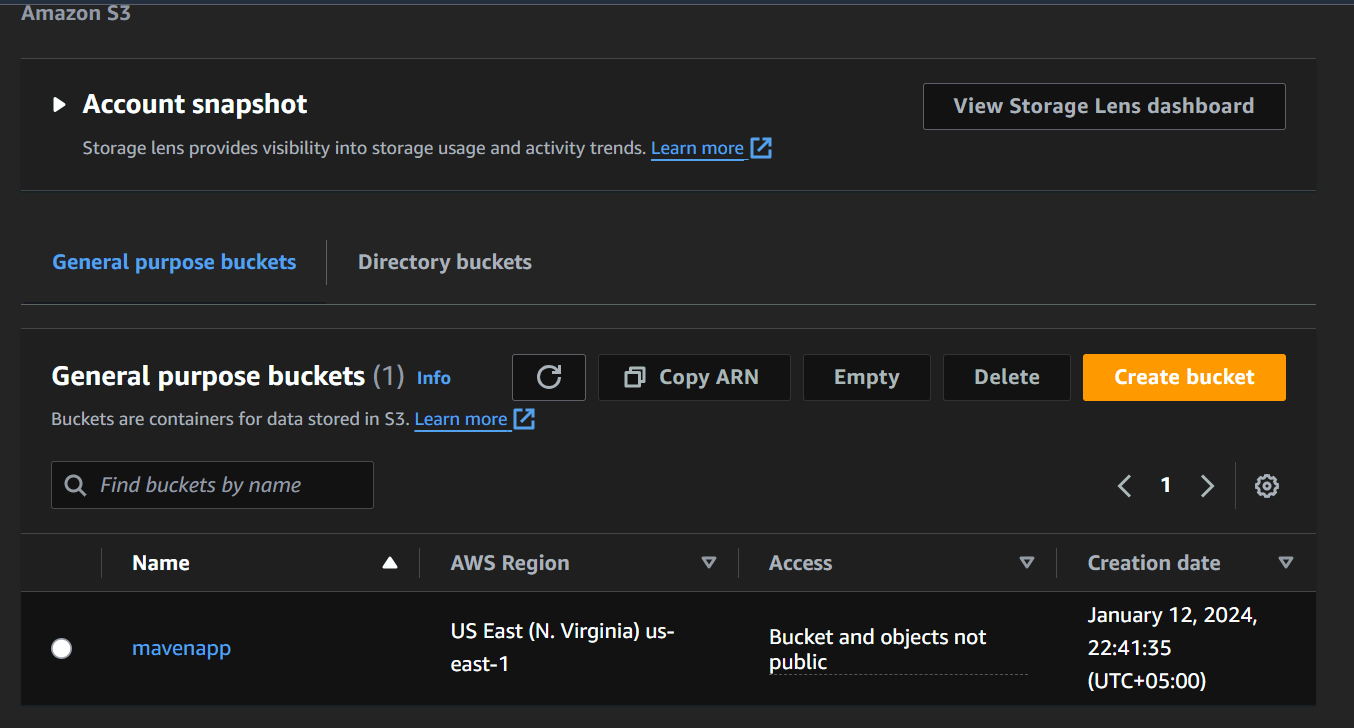 Amazon S3
Account snapshot
View Storage Lens dashboard
Storage lens provides visibility into storage usage and activity trends. Learn more
General purpose buckets
Directory buckets
General purpose buckets (1) Info
Copy ARN
Empty
Delete
Create bucket
Buckets are containers for data stored in S3. Learn more
Find buckets by name
1
Name
AWS Region
Access
Creation date
mavenapp
US East (N. Virginia) us-
east-1
Bucket and objects not
public
January 12, 2024,
22:41:35
(UTC+05:00)